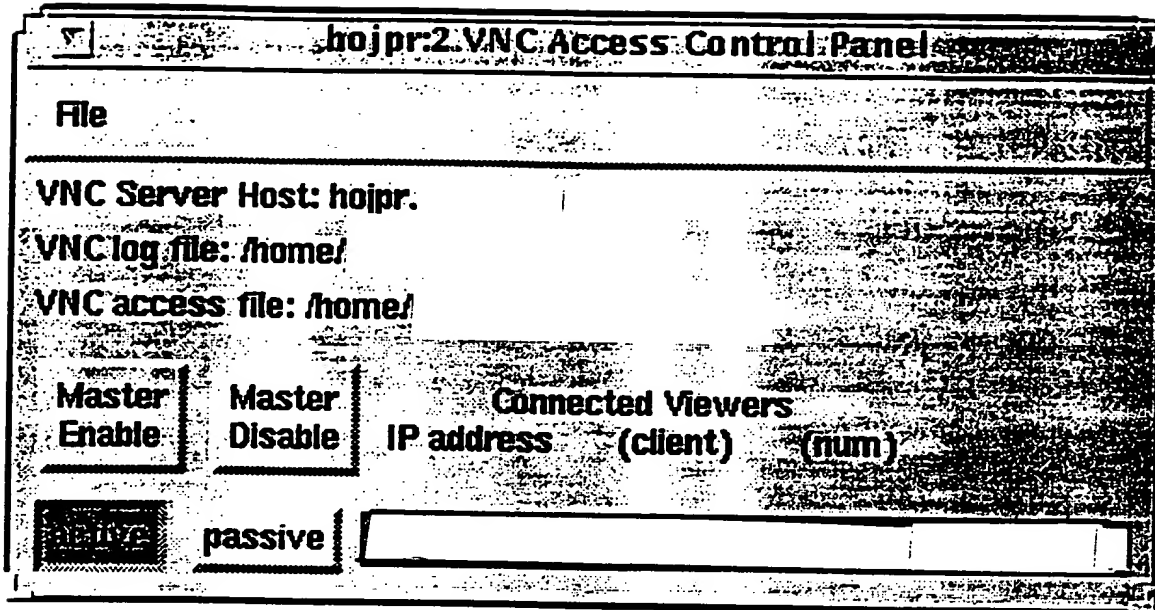 hojpr:2.VNC Access Control Panel
File
VNC Server Host: hojpr.
VNC log file: /home/
VNC access file: /home/
Master Enable
Master Disable
Connected Viewers
IP address (client) (num)
active passive